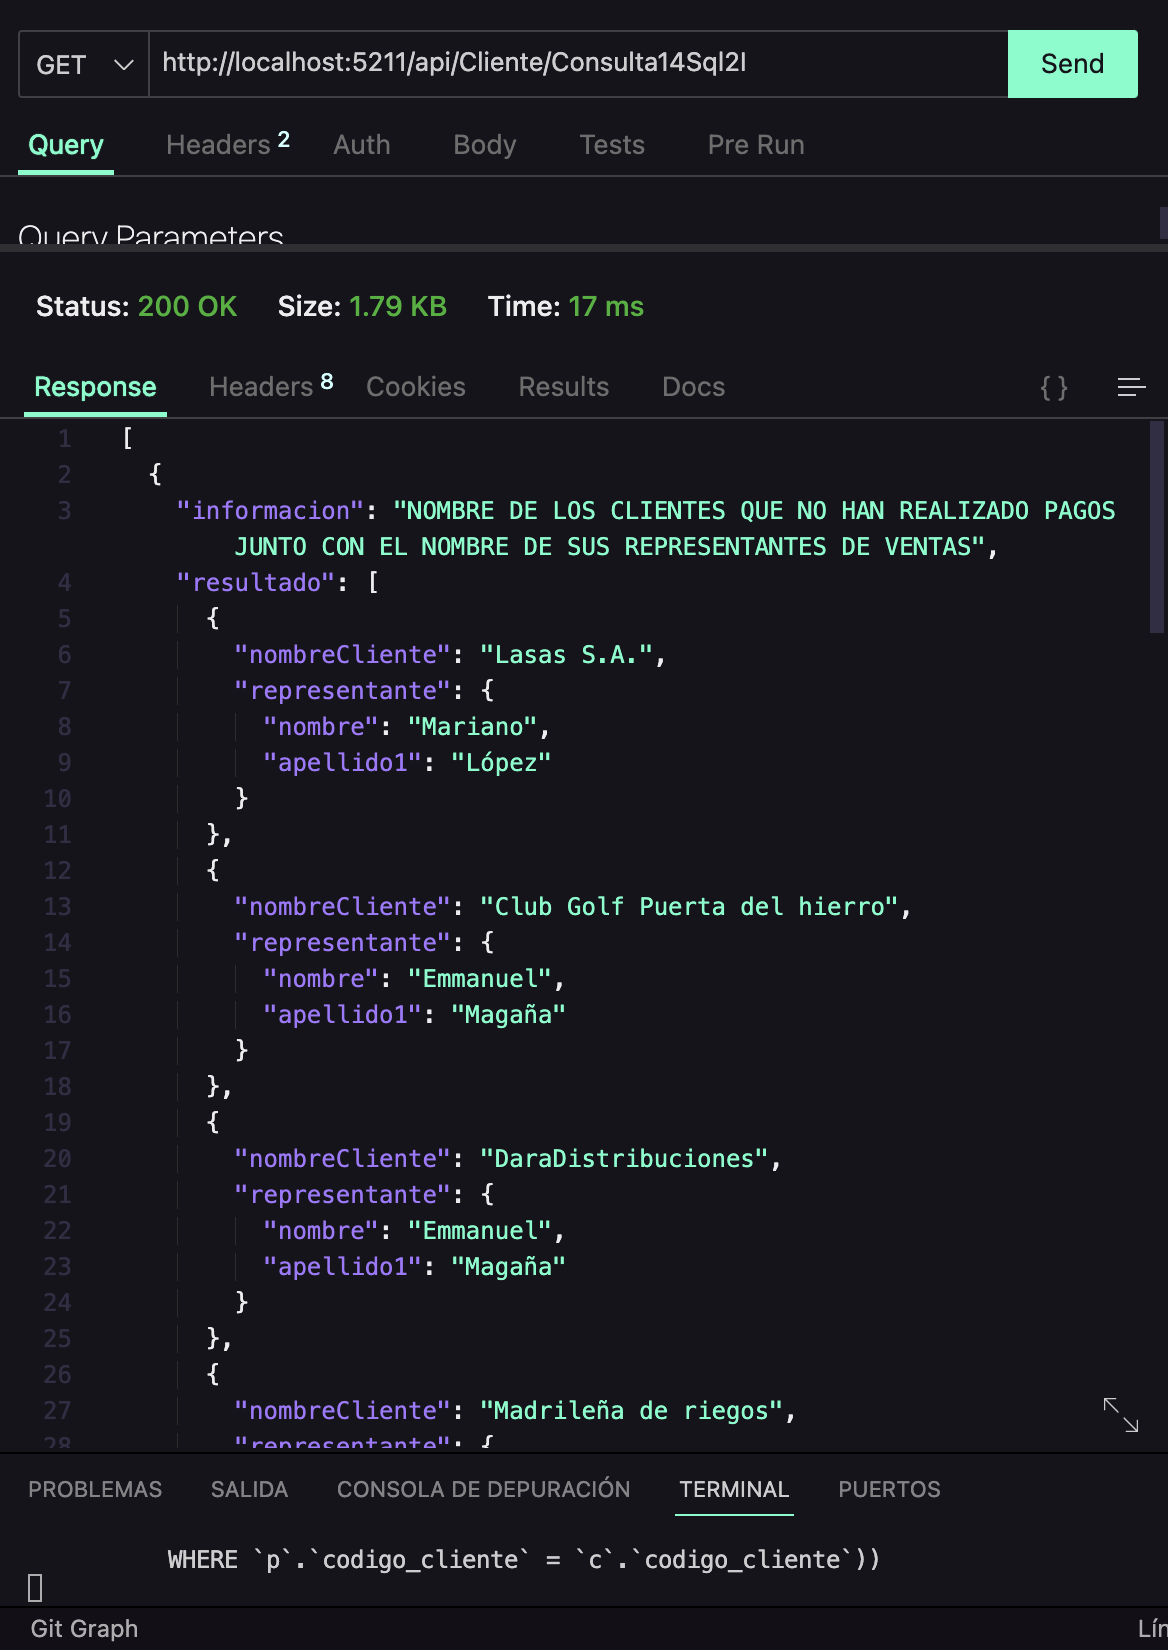 GET http://localhost:5211/api/Cliente/Consulta14Sql2I Send
Query Headers 2 Auth Body Tests Pre Run
Query Parameters
Status: 200 OK Size: 1.79 KB Time: 17 ms
Response Headers 8 Cookies Results Docs { }
1 [
2 {
3 "informacion": "NOMBRE DE LOS CLIENTES QUE NO HAN REALIZADO PAGOS
JUNTO CON EL NOMBRE DE SUS REPRESENTANTES DE VENTAS",
4 "resultado": [
5 {
6 "nombreCliente": "Lasas S.A.",
7 "representante": {
8 "nombre": "Mariano",
9 "apellido1": "López"
10 }
11 },
12 {
13 "nombreCliente": "Club Golf Puerta del hierro",
14 "representante": {
15 "nombre": "Emmanuel",
16 "apellido1": "Magaña"
17 }
18 },
19 {
20 "nombreCliente": "DaraDistribuciones",
21 "representante": {
22 "nombre": "Emmanuel",
23 "apellido1": "Magaña"
24 }
25 },
26 {
27 "nombreCliente": "Madrileña de riegos",
28 "representante": {
PROBLEMAS SALIDA CONSOLA DE DEPURACIÓN TERMINAL PUERTOS
WHERE `p`.`codigo_cliente` = `c`.`codigo_cliente`))
Git Graph Lín